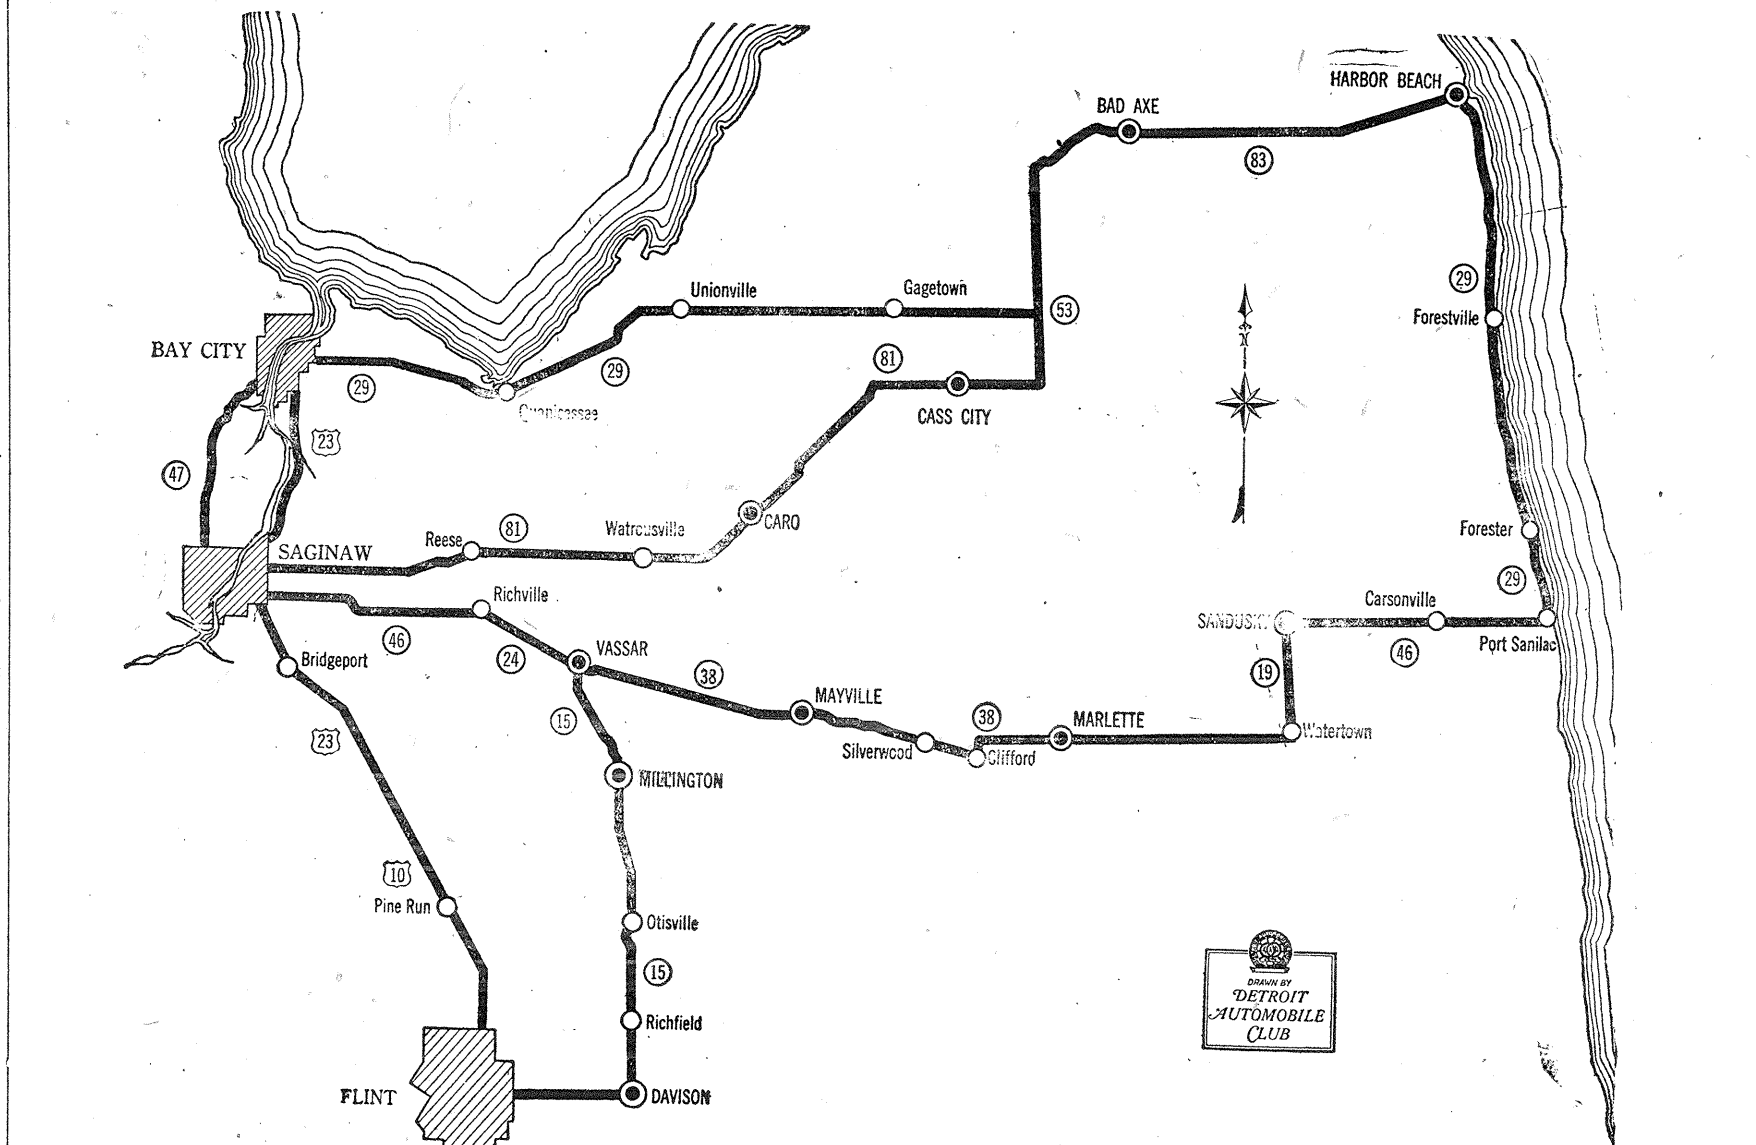 HARBOR BEACH
BAD AXE
83
29
Forestville
Unionville
Gagetown
53
N
BAY CITY
29
29
81
CASS CITY
Quanicassee
23
47
CARO
Reese
81
Watrousville
SAGINAW
Forester
29
Richville
Carsonville
SANDUSKY
46
Port Sanilac
46
24
VASSAR
Bridgeport
38
19
MAYVILLE
15
38
MARLETTE
Watertown
23
Silverwood
Clifford
MILLINGTON
10
Pine Run
Otisville
15
Richfield
DRAWN BY
DETROIT
AUTOMOBILE
CLUB
FLINT
DAVISON